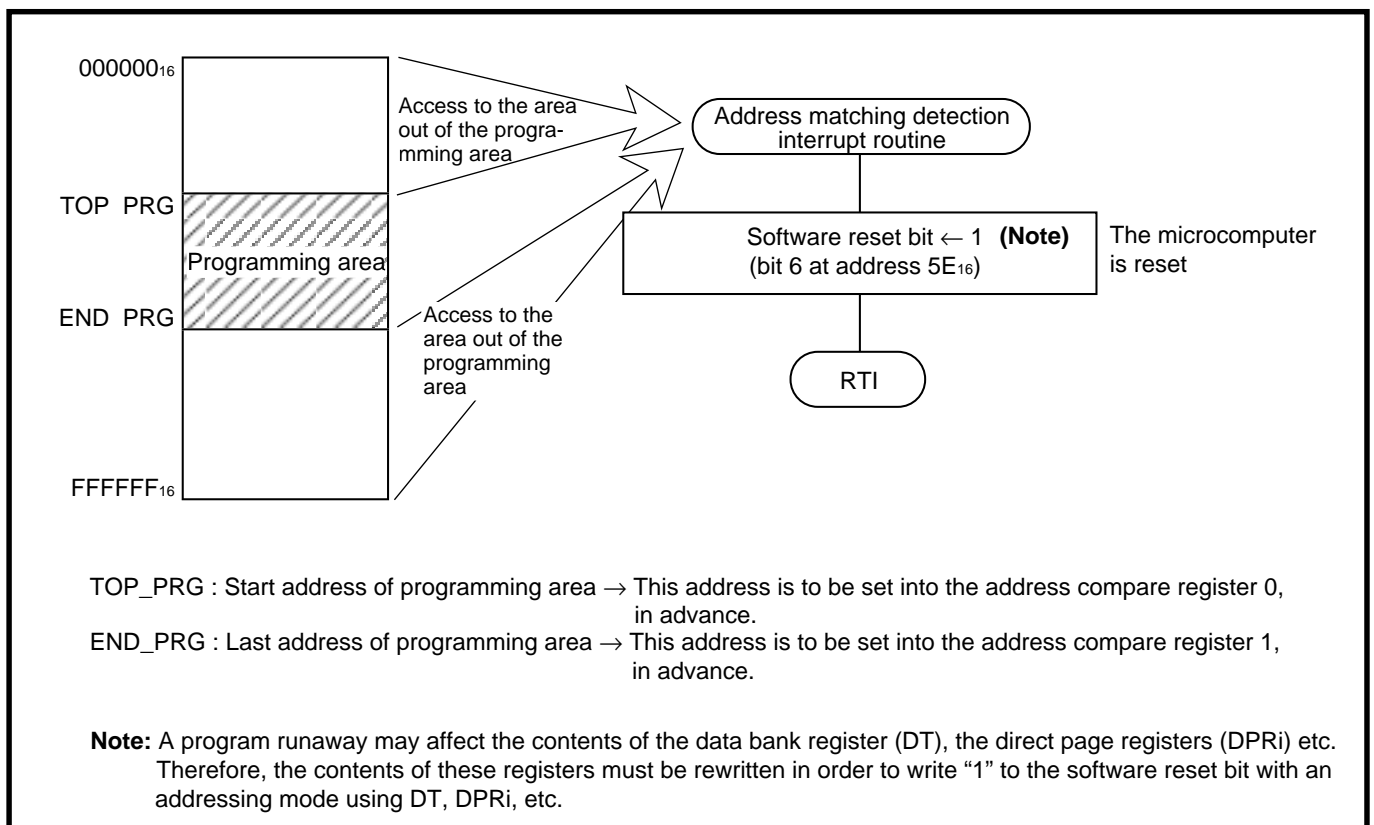 000000₁₆
Access to the area
out of the progra-
mming area
TOP PRG
Programming area
END PRG
Access to the
area out of the
programming
area
FFFFFF₁₆
Address matching detection
interrupt routine
Software reset bit ← 1 (Note)
(bit 6 at address 5E₁₆)
The microcomputer
is reset
RTI
TOP_PRG : Start address of programming area → This address is to be set into the address compare register 0,
in advance.
END_PRG : Last address of programming area → This address is to be set into the address compare register 1,
in advance.
Note: A program runaway may affect the contents of the data bank register (DT), the direct page registers (DPRi) etc.
Therefore, the contents of these registers must be rewritten in order to write “1” to the software reset bit with an
addressing mode using DT, DPRi, etc.